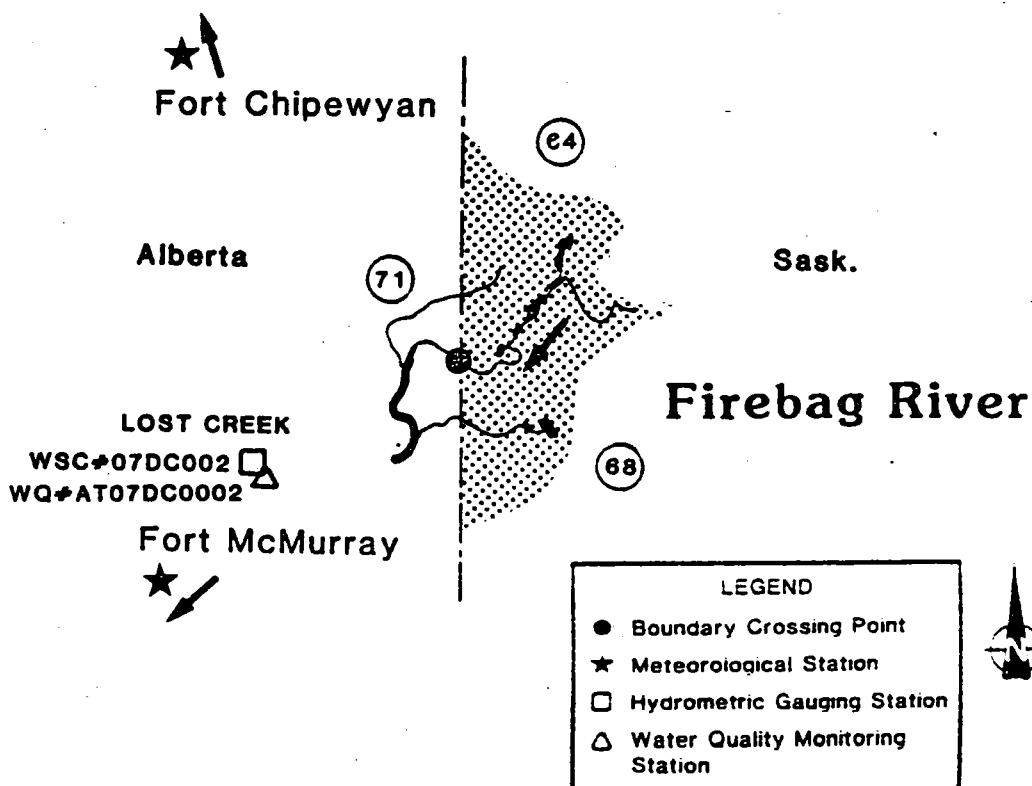 Fort Chipewyan
e4
Alberta
Sask.
71
Firebag River
LOST CREEK
WSC#07DC002
WQ#AT07DC0002
68
Fort McMurray
LEGEND
Boundary Crossing Point
Meteorological Station
Hydrometric Gauging Station
Water Quality Monitoring
Station
N